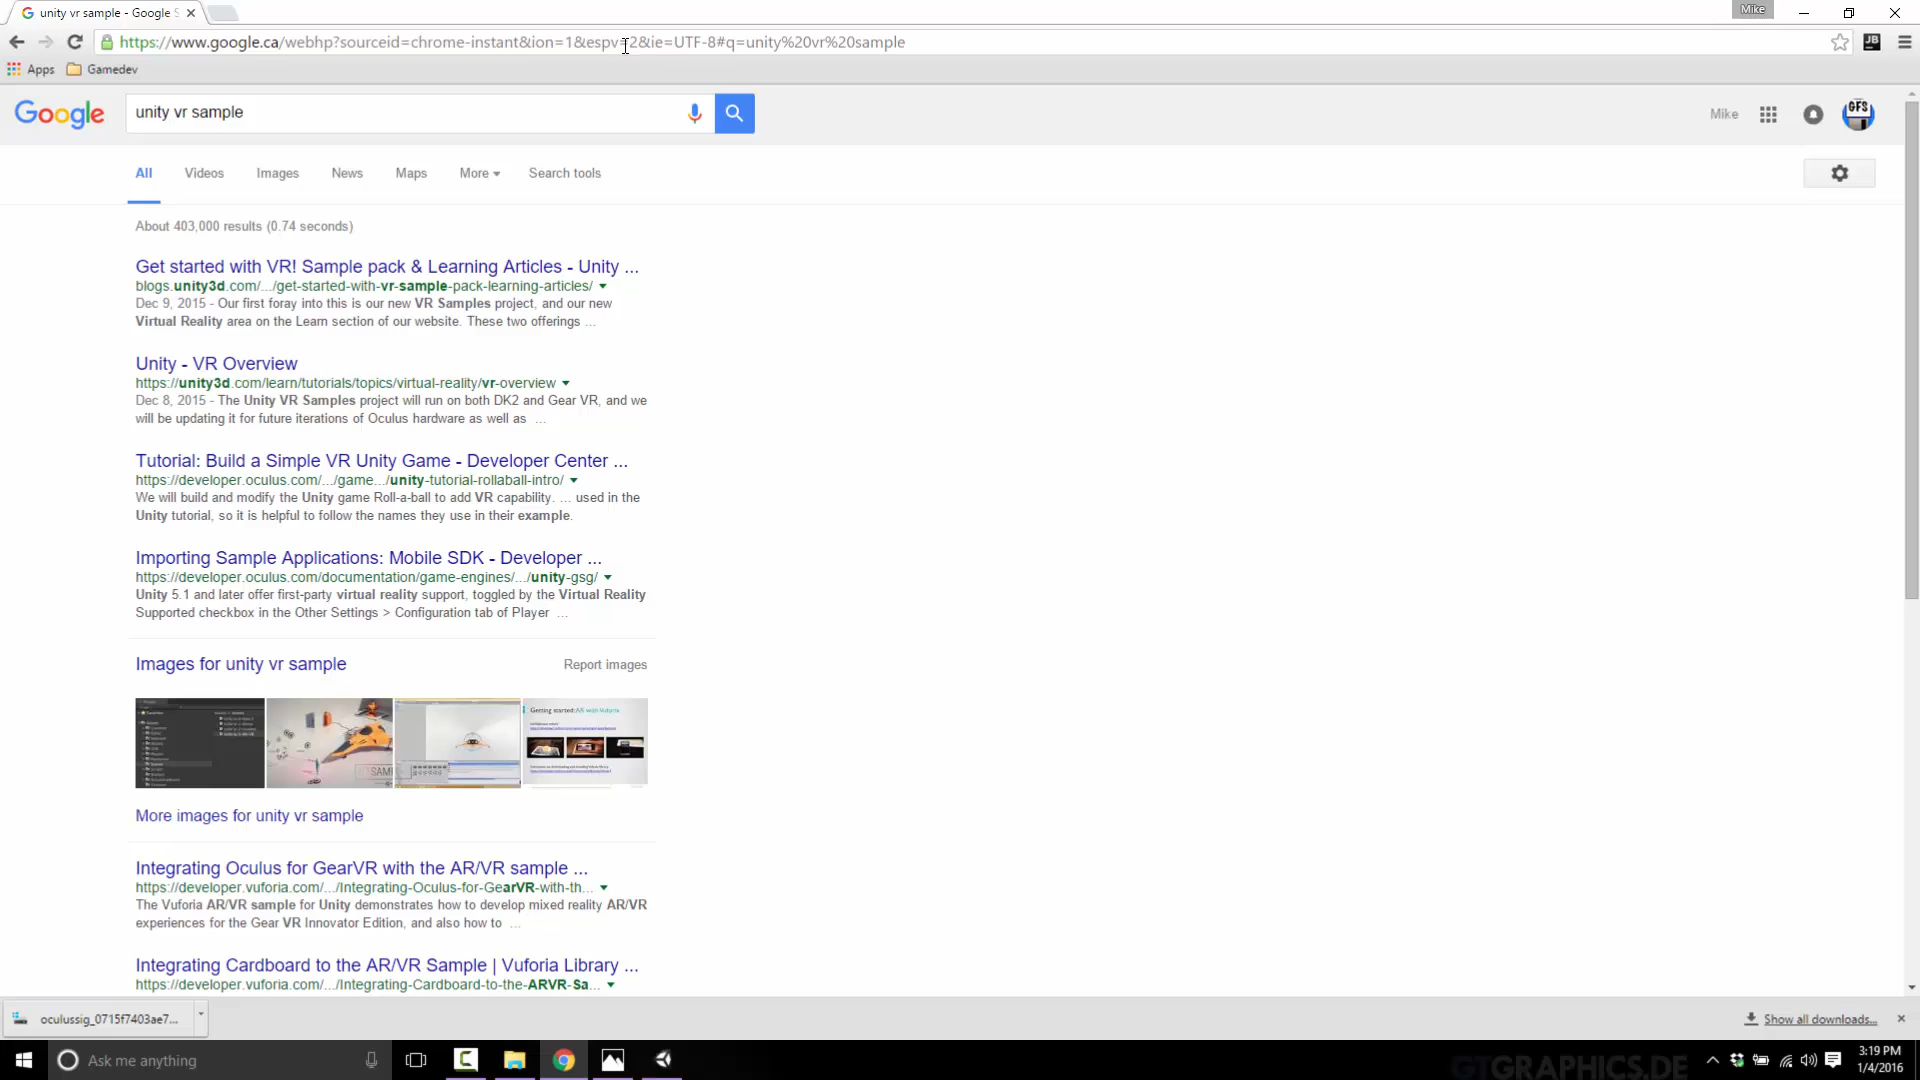 unity vr sample - Google S
Mike
https://www.google.ca/webhp?sourceid=chrome-instant&ion=1&espv=2&ie=UTF-8#q=unity%20vr%20sample
JB
Apps
Gamedev
Google
unity vr sample
Mike
GFS
All
Videos
Images
News
Maps
More
Search tools
About 403,000 results (0.74 seconds)
Get started with VR! Sample pack & Learning Articles - Unity ...
blogs.unity3d.com/.../get-started-with-vr-sample-pack-learning-articles/
Dec 9, 2015 - Our first foray into this is our new VR Samples project, and our new
Virtual Reality area on the Learn section of our website. These two offerings ...
Unity - VR Overview
https://unity3d.com/learn/tutorials/topics/virtual-reality/vr-overview
Dec 8, 2015 - The Unity VR Samples project will run on both DK2 and Gear VR, and we
will be updating it for future iterations of Oculus hardware as well as ...
Tutorial: Build a Simple VR Unity Game - Developer Center ...
https://developer.oculus.com/.../game.../unity-tutorial-rollaball-intro/
We will build and modify the Unity game Roll-a-ball to add VR capability. ... used in the
Unity tutorial, so it is helpful to follow the names they use in their example.
Importing Sample Applications: Mobile SDK - Developer ...
https://developer.oculus.com/documentation/game-engines/.../unity-gsg/
Unity 5.1 and later offer first-party virtual reality support, toggled by the Virtual Reality
Supported checkbox in the Other Settings > Configuration tab of Player ...
Images for unity vr sample
Report images
Getting started: AR with Vuforia
More images for unity vr sample
Integrating Oculus for GearVR with the AR/VR sample ...
https://developer.vuforia.com/.../Integrating-Oculus-for-GearVR-with-th...
The Vuforia AR/VR sample for Unity demonstrates how to develop mixed reality AR/VR
experiences for the Gear VR Innovator Edition, and also how to ...
Integrating Cardboard to the AR/VR Sample | Vuforia Library ...
https://developer.vuforia.com/.../Integrating-Cardboard-to-the-ARVR-Sa...
oculussig_0715f7403ae7...
Show all downloads...
Ask me anything
GTGRAPHICS.DE
3:19 PM
1/4/2016